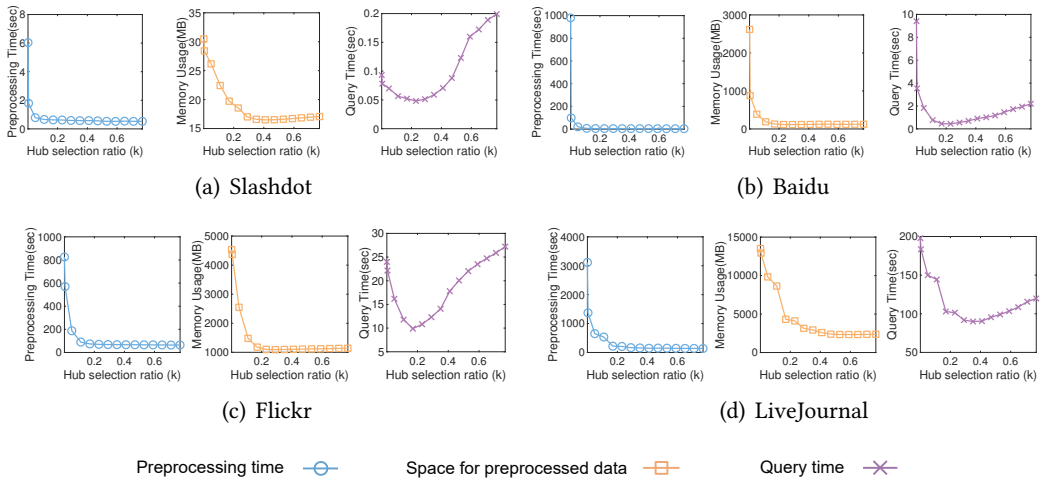 Preprocessing Time(sec)
8
6
4
2
0
0.2 0.4 0.6
Hub selection ratio (k)
Memory Usage(MB)
35
30
25
20
15
0.2 0.4 0.6
Hub selection ratio (k)
Query Time(sec)
0.2
0.15
0.1
0.05
0
0.2 0.4 0.6
Hub selection ratio (k)
(a) Slashdot
Preprocessing Time(sec)
1000
800
600
400
200
0
0.2 0.4 0.6
Hub selection ratio (k)
Memory Usage(MB)
3000
2000
1000
0
0.2 0.4 0.6
Hub selection ratio (k)
Query Time(sec)
10
8
6
4
2
0
0.2 0.4 0.6
Hub selection ratio (k)
(b) Baidu
Preprocessing Time(sec)
1000
800
600
400
200
0
0.2 0.4 0.6
Hub selection ratio (k)
Memory Usage(MB)
5000
4000
3000
2000
1000
0.2 0.4 0.6
Hub selection ratio (k)
Query Time(sec)
30
25
20
15
10
5
0.2 0.4 0.6
Hub selection ratio (k)
(c) Flickr
Preprocessing Time(sec)
4000
3000
2000
1000
0
0.2 0.4 0.6
Hub selection ratio (k)
Memory Usage(MB)
15000
10000
5000
0
0.2 0.4 0.6
Hub selection ratio (k)
Query Time(sec)
200
150
100
50
0.2 0.4 0.6
Hub selection ratio (k)
(d) LiveJournal
Preprocessing time
Space for preprocessed data
Query time